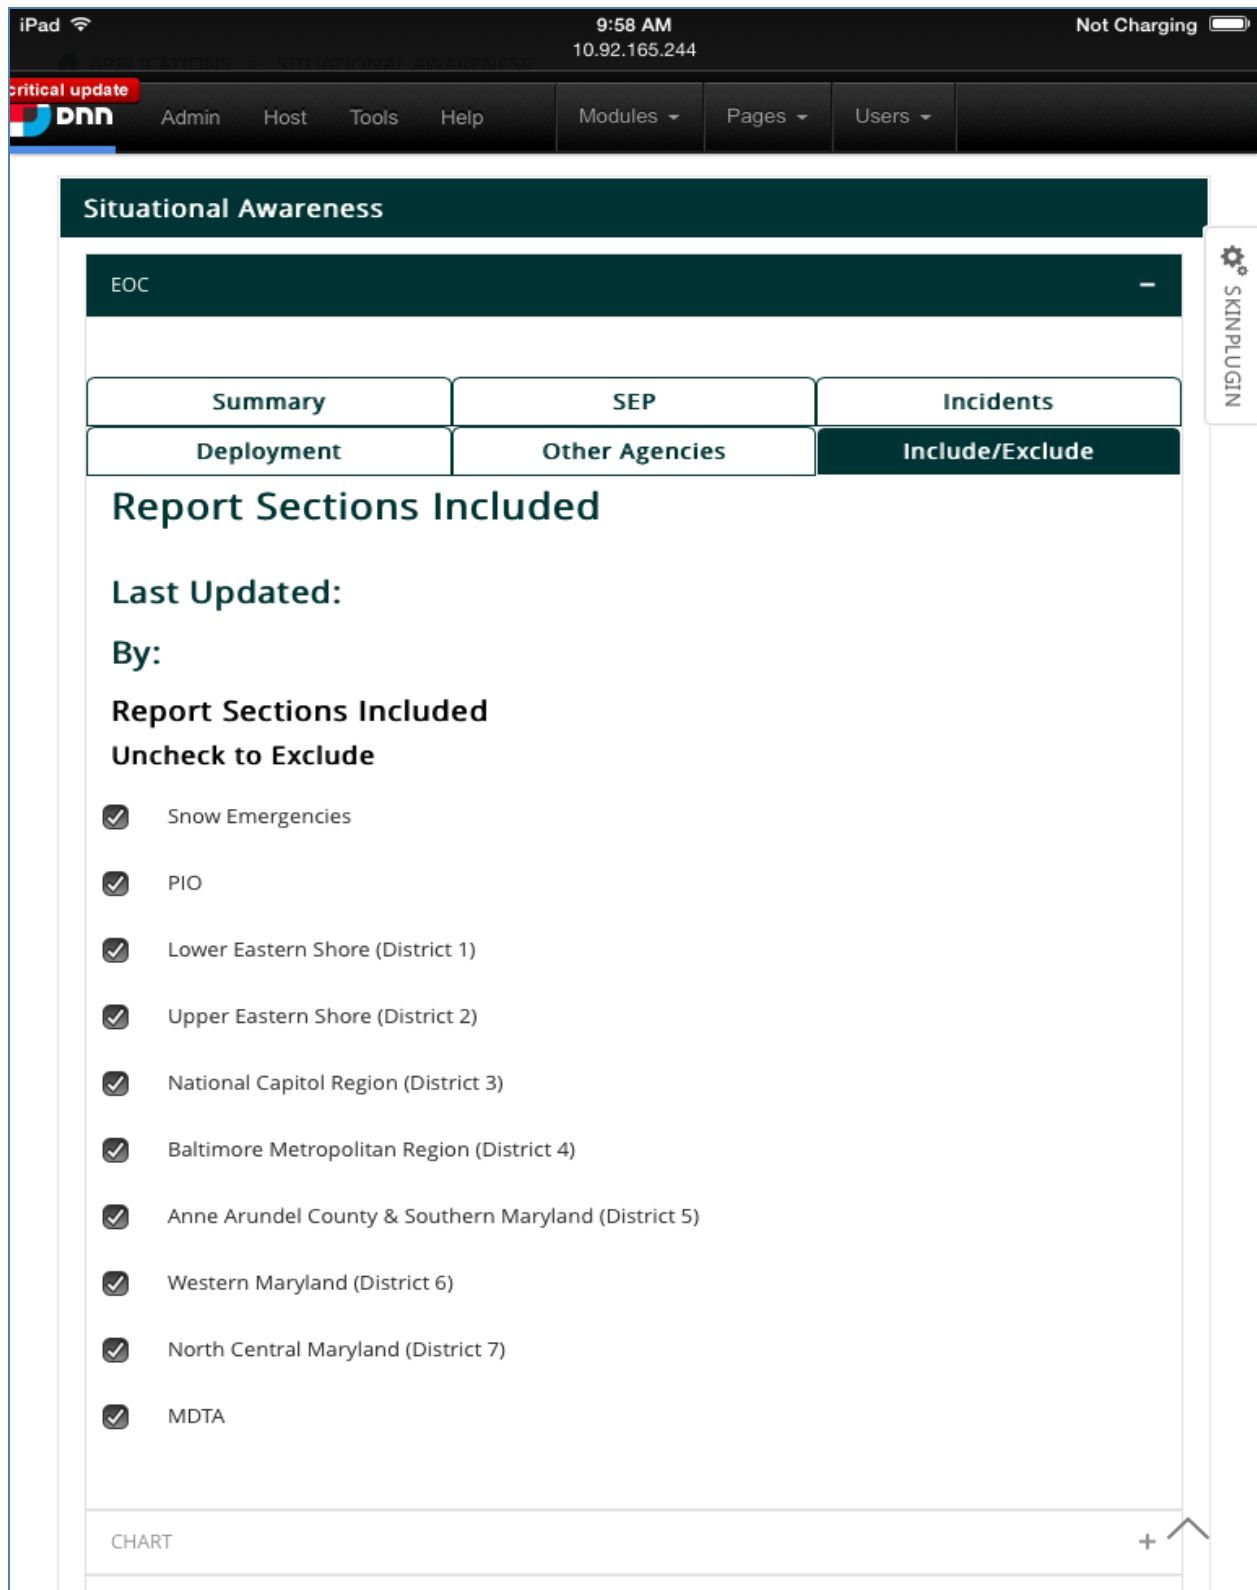 iPad 9:58 AM Not Charging
10.92.165.244
APPLICATIONS > SITUATIONAL AWARENESS
critical update
DNN Admin Host Tools Help Modules Pages Users
Situational Awareness
SKINPLUGIN
EOC
Summary SEP Incidents
Deployment Other Agencies Include/Exclude
Report Sections Included
Last Updated:
By:
Report Sections Included
Uncheck to Exclude
Snow Emergencies
PIO
Lower Eastern Shore (District 1)
Upper Eastern Shore (District 2)
National Capitol Region (District 3)
Baltimore Metropolitan Region (District 4)
Anne Arundel County & Southern Maryland (District 5)
Western Maryland (District 6)
North Central Maryland (District 7)
MDTA
CHART